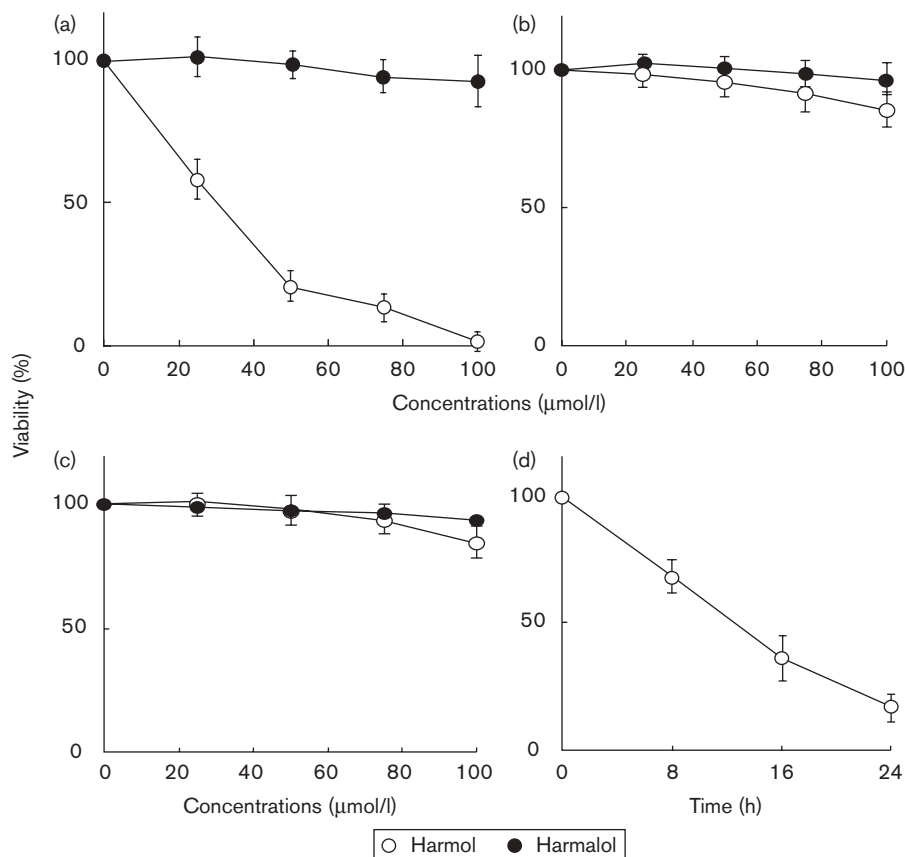 (a)
(b)
100
50
0
0 20 40 60 80 100
100
50
0
0 20 40 60 80 100
Concentrations (μmol/l)
Viability (%)
(c)
(d)
100
50
0
0 20 40 60 80 100
Concentrations (μmol/l)
100
50
0
0 8 16 24
Time (h)
Harmol Harmalol